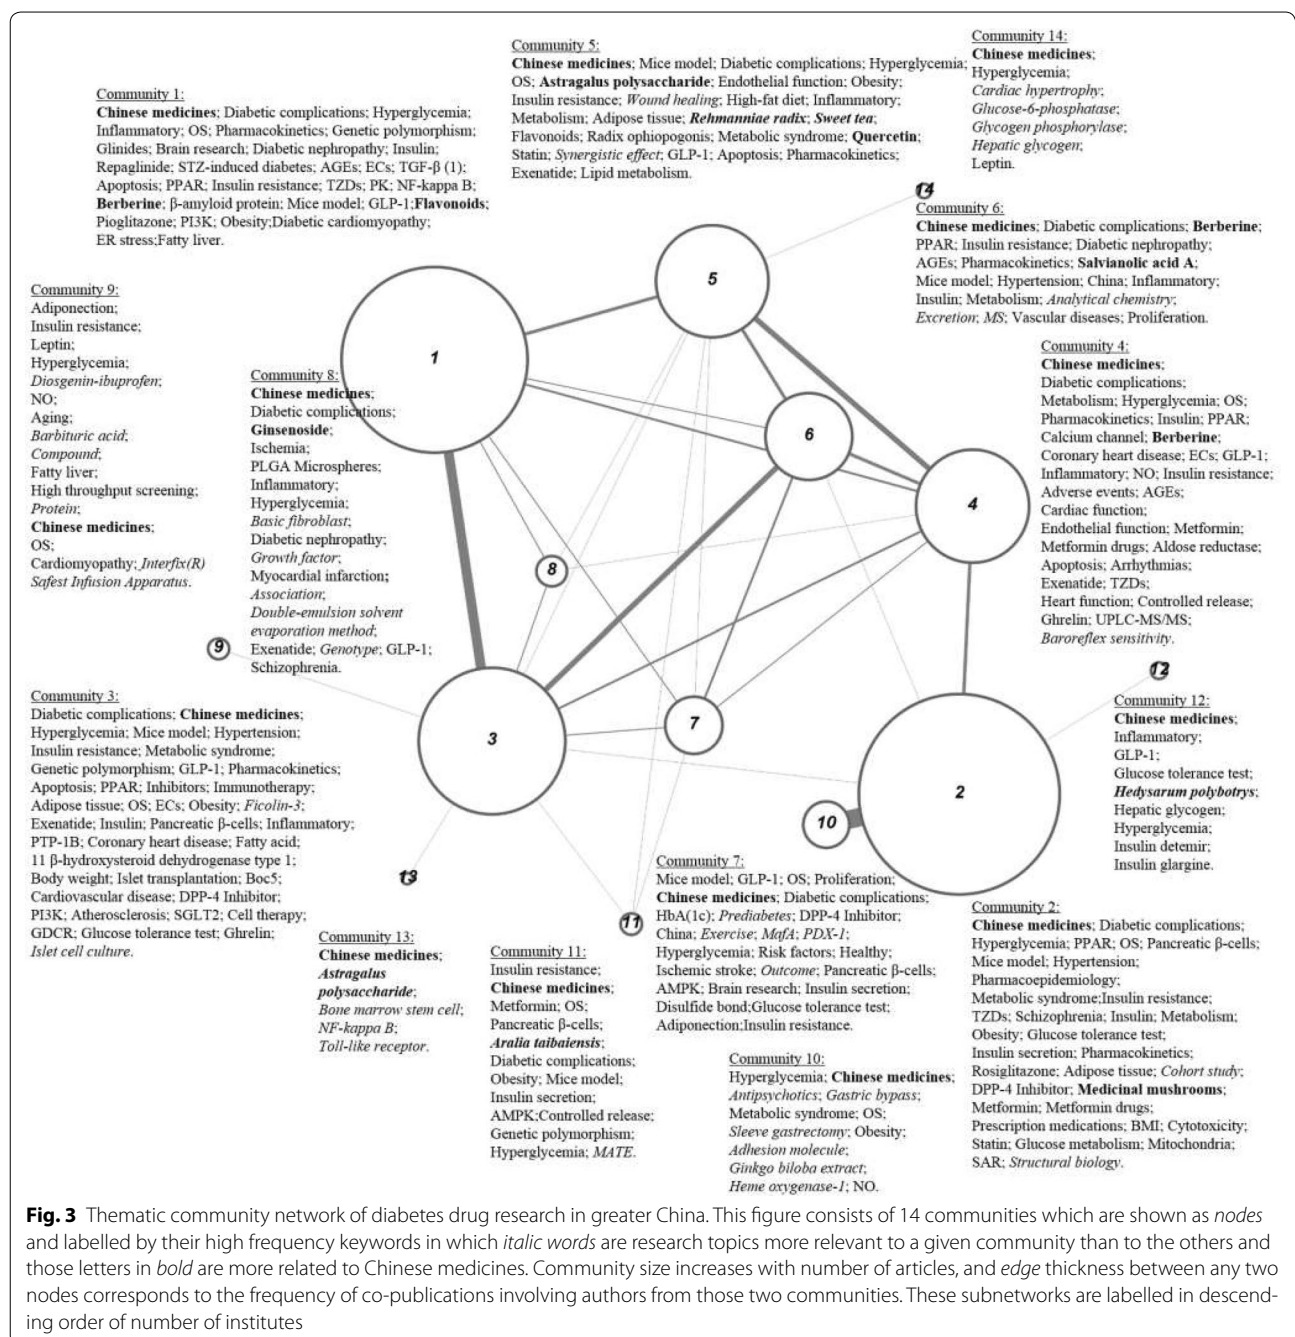 Community 1:
Chinese medicines; Diabetic complications; Hyperglycemia;
Inflammatory; OS; Pharmacokinetics; Genetic polymorphism;
Glinides; Brain research; Diabetic nephropathy; Insulin;
Repaglinide; STZ-induced diabetes; AGEs; ECs; TGF-β (1);
Apoptosis; PPAR; Insulin resistance; TZDs; PK; NF-kappa B;
Berberine; β-amyloid protein; Mice model; GLP-1;Flavonoids;
Pioglitazone; PI3K; Obesity;Diabetic cardiomyopathy;
ER stress;Fatty liver.
Community 5:
Chinese medicines; Mice model; Diabetic complications; Hyperglycemia;
OS; Astragalus polysaccharide; Endothelial function; Obesity;
Insulin resistance; Wound healing; High-fat diet; Inflammatory;
Metabolism; Adipose tissue; Rehmanniae radix; Sweet tea;
Flavonoids; Radix ophiopogonis; Metabolic syndrome; Quercetin;
Statin; Synergistic effect; GLP-1; Apoptosis; Pharmacokinetics;
Exenatide; Lipid metabolism.
Community 14:
Chinese medicines;
Hyperglycemia;
Cardiac hypertrophy;
Glucose-6-phosphatase;
Glycogen phosphorylase;
Hepatic glycogen;
Leptin.
14
Community 6:
Chinese medicines; Diabetic complications; Berberine;
PPAR; Insulin resistance; Diabetic nephropathy;
AGEs; Pharmacokinetics; Salvianolic acid A;
Mice model; Hypertension; China; Inflammatory;
Insulin; Metabolism; Analytical chemistry;
Excretion; MS; Vascular diseases; Proliferation.
5
1
6
4
Community 9:
Adiponection;
Insulin resistance;
Leptin;
Hyperglycemia;
Diosgenin-ibuprofen;
NO;
Aging;
Barbituric acid;
Compound;
Fatty liver;
High throughput screening;
Protein;
Chinese medicines;
OS;
Cardiomyopathy; Interfix(R)
Safest Infusion Apparatus.
Community 8:
Chinese medicines;
Diabetic complications;
Ginsenoside;
Ischemia;
PLGA Microspheres;
Inflammatory;
Hyperglycemia;
Basic fibroblast;
Diabetic nephropathy;
Growth factor;
Myocardial infarction;
Association;
Double-emulsion solvent
evaporation method;
Exenatide; Genotype; GLP-1;
Schizophrenia.
Community 4:
Chinese medicines;
Diabetic complications;
Metabolism; Hyperglycemia; OS;
Pharmacokinetics; Insulin; PPAR;
Calcium channel; Berberine;
Coronary heart disease; ECs; GLP-1;
Inflammatory; NO; Insulin resistance;
Adverse events; AGEs;
Cardiac function;
Endothelial function; Metformin;
Metformin drugs; Aldose reductase;
Apoptosis; Arrhythmias;
Exenatide; TZDs;
Heart function; Controlled release;
Ghrelin; UPLC-MS/MS;
Baroreflex sensitivity.
8
9
12
7
3
2
10
13
11
Community 3:
Diabetic complications; Chinese medicines;
Hyperglycemia; Mice model; Hypertension;
Insulin resistance; Metabolic syndrome;
Genetic polymorphism; GLP-1; Pharmacokinetics;
Apoptosis; PPAR; Inhibitors; Immunotherapy;
Adipose tissue; OS; ECs; Obesity; Ficolin-3;
Exenatide; Insulin; Pancreatic β-cells; Inflammatory;
PTP-1B; Coronary heart disease; Fatty acid;
11 β-hydroxysteroid dehydrogenase type 1;
Body weight; Islet transplantation; Boc5;
Cardiovascular disease; DPP-4 Inhibitor;
PI3K; Atherosclerosis; SGLT2; Cell therapy;
GDCR; Glucose tolerance test; Ghrelin;
Islet cell culture.
Community 12:
Chinese medicines;
Inflammatory;
GLP-1;
Glucose tolerance test;
Hedysarum polybotrys;
Hepatic glycogen;
Hyperglycemia;
Insulin detemir;
Insulin glargine.
Community 7:
Mice model; GLP-1; OS; Proliferation;
Chinese medicines; Diabetic complications;
HbA(1c); Prediabetes; DPP-4 Inhibitor;
China; Exercise; MafA; PDX-1;
Hyperglycemia; Risk factors; Healthy;
Ischemic stroke; Outcome; Pancreatic β-cells;
AMPK; Brain research; Insulin secretion;
Disulfide bond;Glucose tolerance test;
Adiponection;Insulin resistance.
Community 2:
Chinese medicines; Diabetic complications;
Hyperglycemia; PPAR; OS; Pancreatic β-cells;
Mice model; Hypertension;
Pharmacoepidemiology;
Metabolic syndrome;Insulin resistance;
TZDs; Schizophrenia; Insulin; Metabolism;
Obesity; Glucose tolerance test;
Insulin secretion; Pharmacokinetics;
Rosiglitazone; Adipose tissue; Cohort study;
DPP-4 Inhibitor; Medicinal mushrooms;
Metformin; Metformin drugs;
Prescription medications; BMI; Cytotoxicity;
Statin; Glucose metabolism; Mitochondria;
SAR; Structural biology.
Community 13:
Chinese medicines;
Astragalus
polysaccharide;
Bone marrow stem cell;
NF-kappa B;
Toll-like receptor.
Community 11:
Insulin resistance;
Chinese medicines;
Metformin; OS;
Pancreatic β-cells;
Aralia taibaiensis;
Diabetic complications;
Obesity; Mice model;
Insulin secretion;
AMPK;Controlled release;
Genetic polymorphism;
Hyperglycemia; MATE.
Community 10:
Hyperglycemia; Chinese medicines;
Antipsychotics; Gastric bypass;
Metabolic syndrome; OS;
Sleeve gastrectomy; Obesity;
Adhesion molecule;
Ginkgo biloba extract;
Heme oxygenase-1; NO.
Fig. 3 Thematic community network of diabetes drug research in greater China. This figure consists of 14 communities which are shown as nodes
and labelled by their high frequency keywords in which italic words are research topics more relevant to a given community than to the others and
those letters in bold are more related to Chinese medicines. Community size increases with number of articles, and edge thickness between any two
nodes corresponds to the frequency of co-publications involving authors from those two communities. These subnetworks are labelled in descend-
ing order of number of institutes